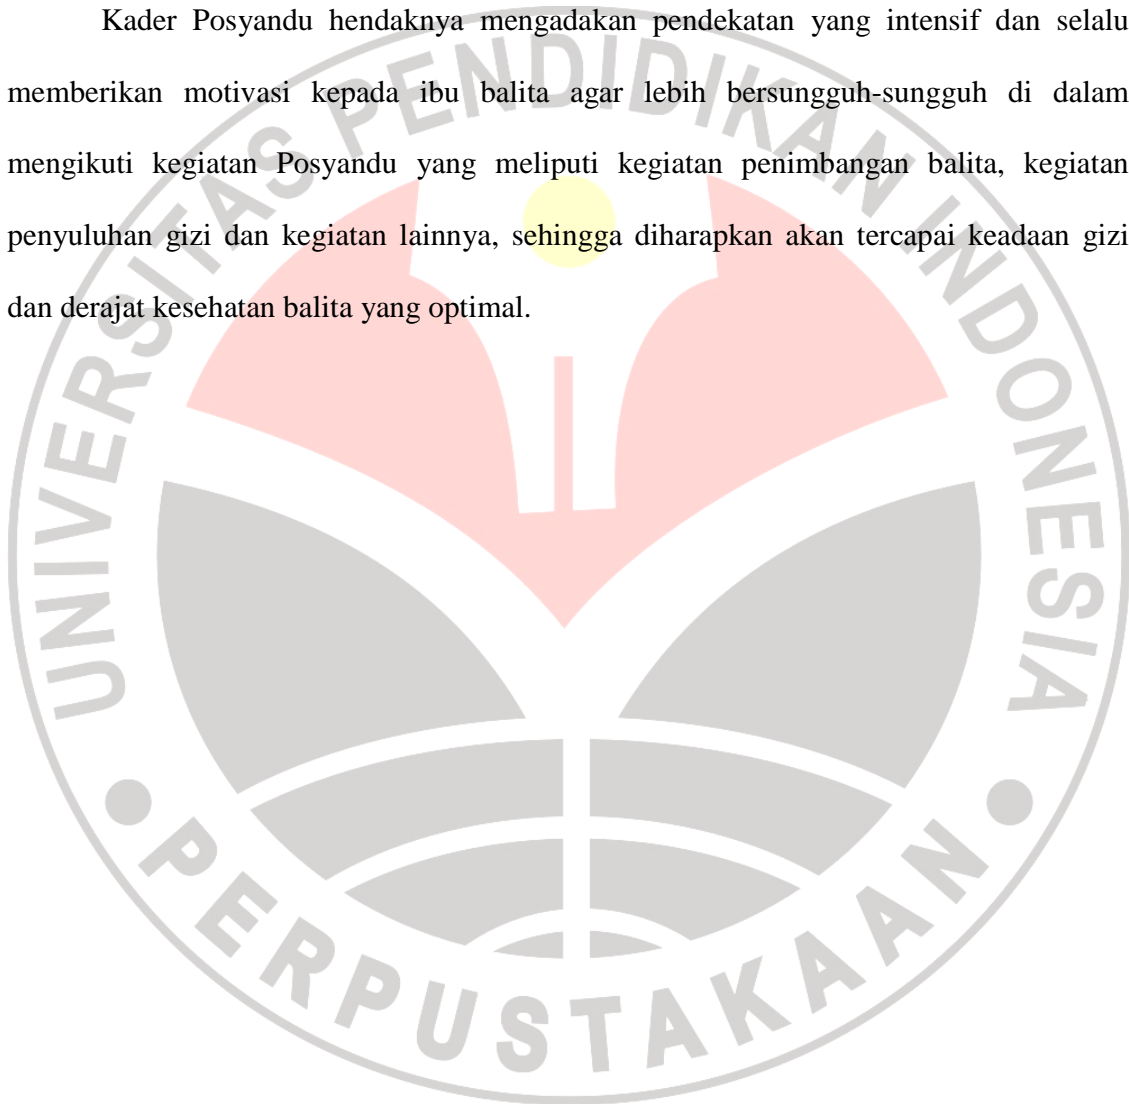 Kader Posyandu hendaknya mengadakan pendekatan yang intensif dan selalu
memberikan motivasi kepada ibu balita agar lebih bersungguh-sungguh di dalam
mengikuti kegiatan Posyandu yang meliputi kegiatan penimbangan balita, kegiatan
penyuluhan gizi dan kegiatan lainnya, sehingga diharapkan akan tercapai keadaan gizi
dan derajat kesehatan balita yang optimal.
UNIVERSITAS PENDIDIKAN INDONESIA
PERPUSTAKAAN